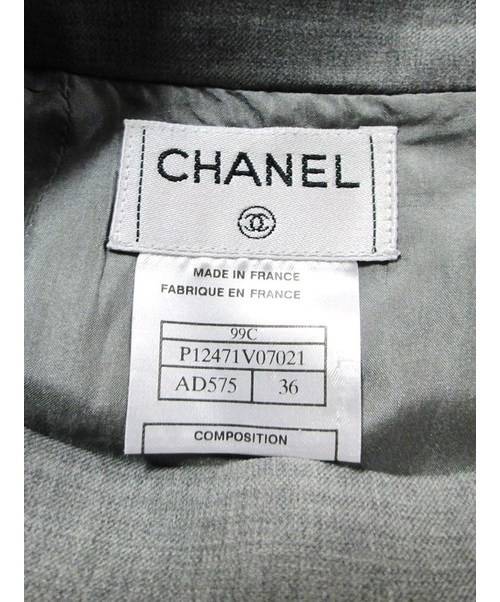 CHANEL
MADE IN FRANCE
FABRIQUE EN FRANCE
99C
P12471V07021
AD575 36
COMPOSITION